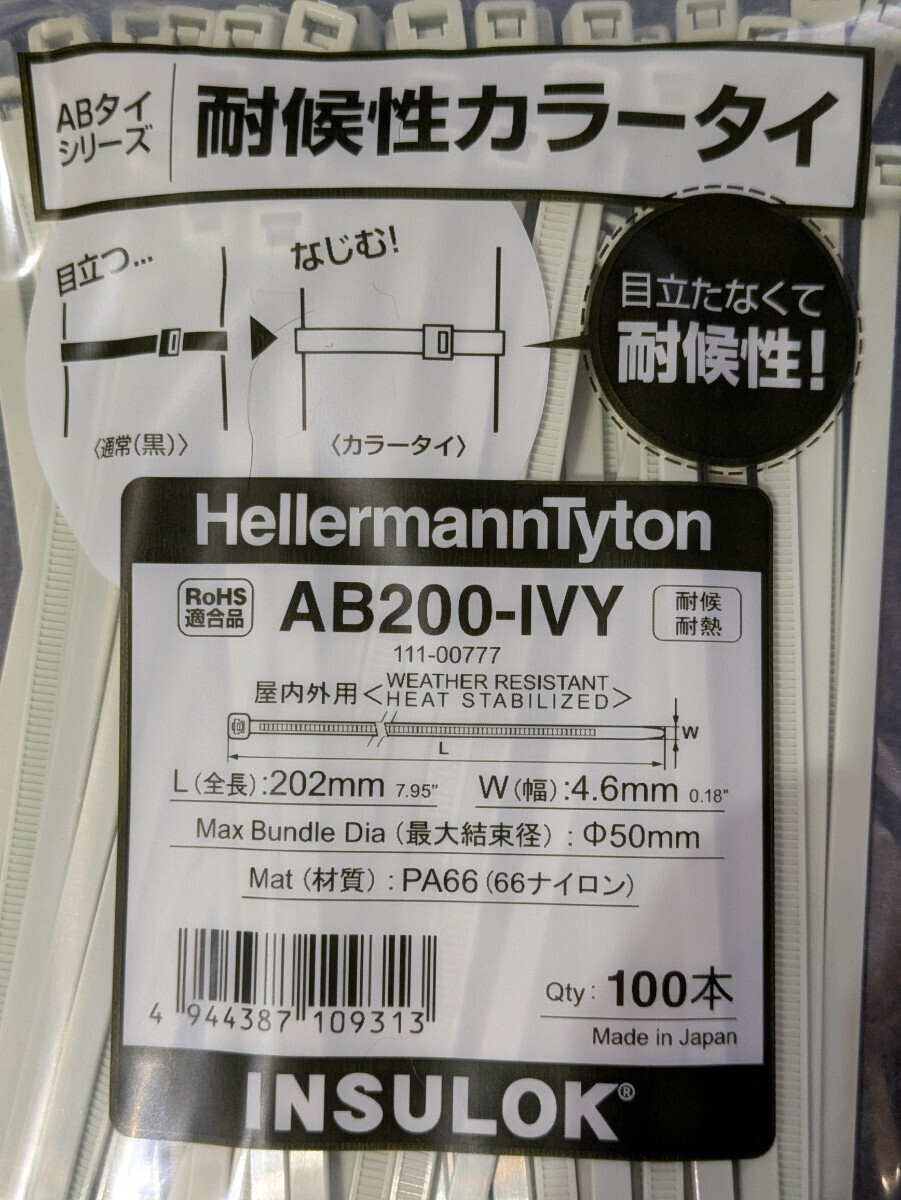 ABタイ
シリーズ
耐候性カラータイ
目立つ...
なじむ!
目立たなくて
耐候性!
〈通常(黒)〉
〈カラータイ〉
HellermannTyton
RoHS
適合品
AB200-IVY
耐候
耐熱
111-00777
屋内外用<WEATHER RESISTANT
HEAT STABILIZED>
W
L
L(全長):202mm 7.95" W(幅):4.6mm 0.18"
Max Bundle Dia(最大結束径):Φ50mm
Mat(材質):PA66(66ナイロン)
4 944387 109313
Qty: 100本
Made in Japan
INSULOK®